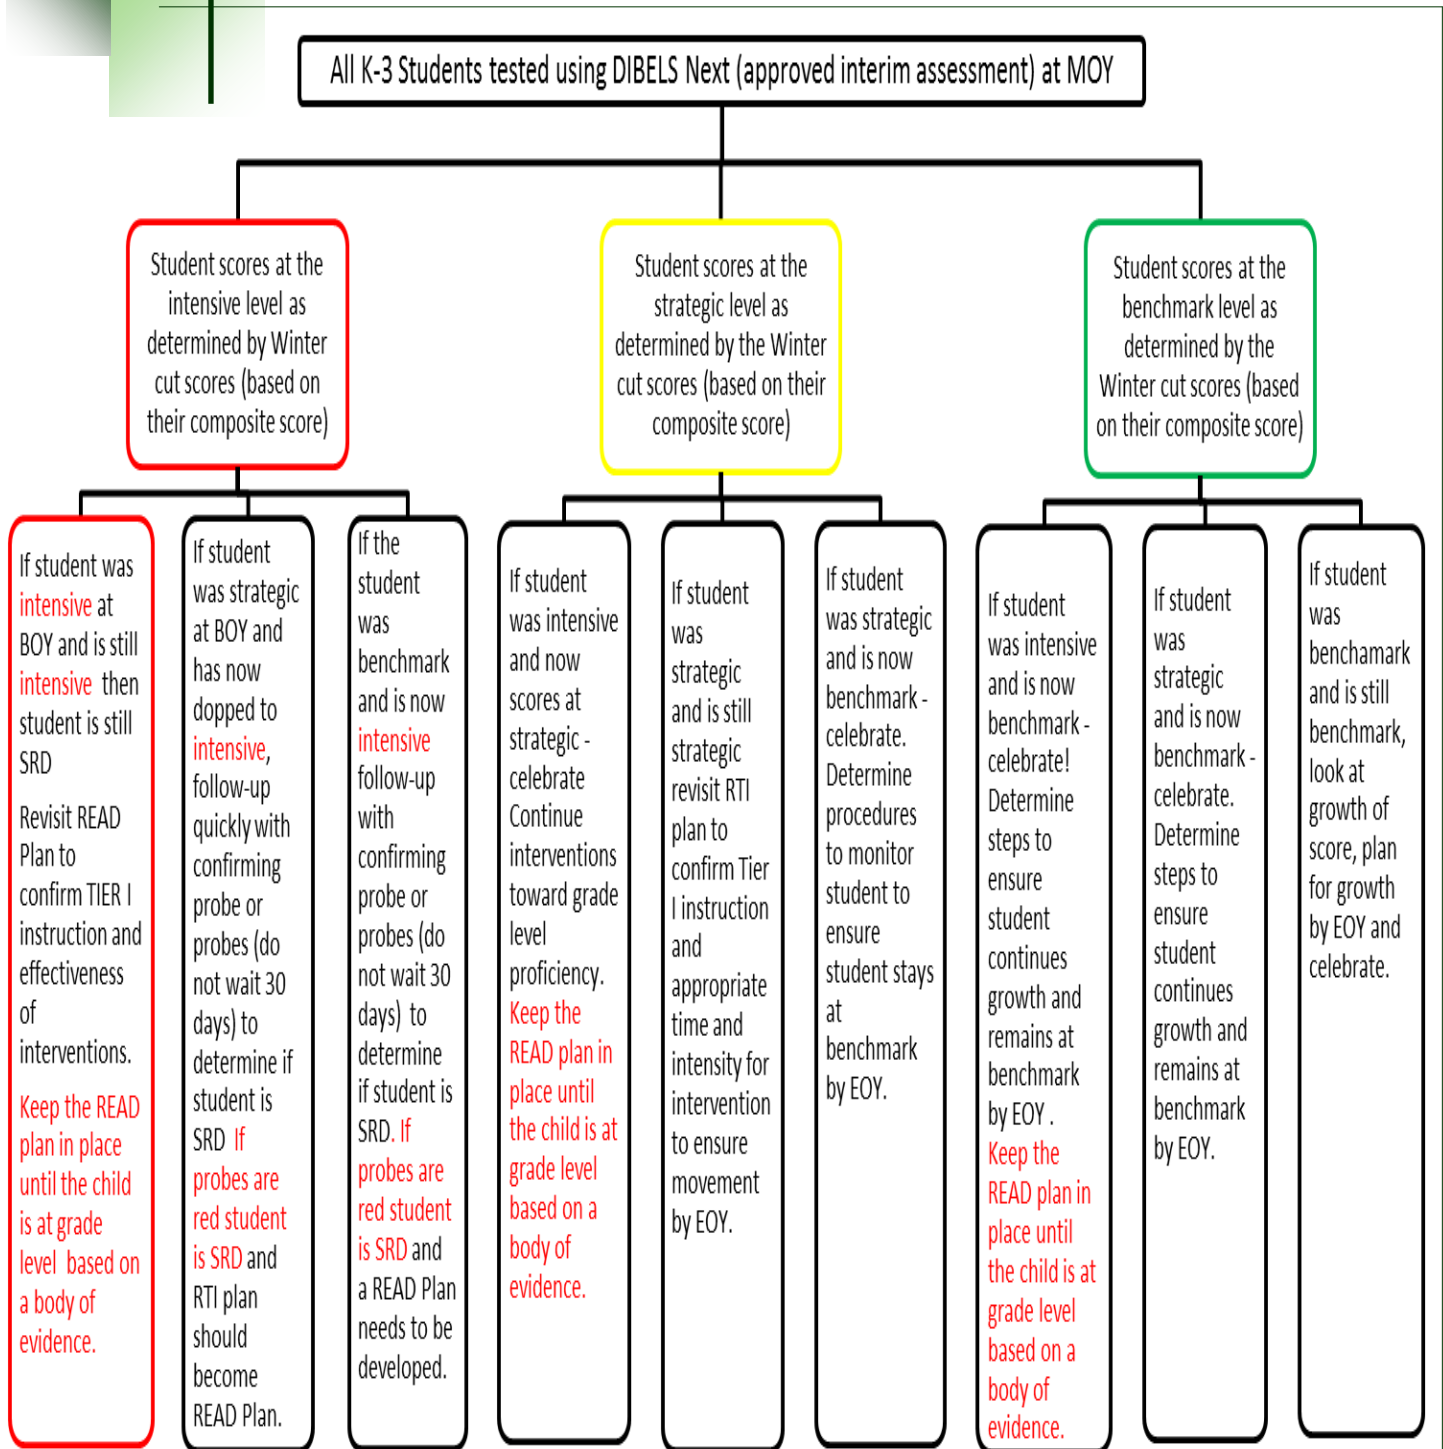 All K-3 Students tested using DIBELS Next (approved interim assessment) at MOY
Student scores at the
intensive level as
determined by Winter
cut scores (based on
their composite score)
Student scores at the
strategic level as
determined by the Winter
cut scores (based on their
composite score)
Student scores at the
benchmark level as
determined by the
Winter cut scores (based
on their composite score)
If student was
intensive at
BOY and is still
intensive then
student is still
SRD
Revisit READ
Plan to
confirm TIER I
instruction and
effectiveness
of
interventions.
Keep the READ
plan in place
until the child
is at grade
level based on
a body of
evidence.
If student
was strategic
at BOY and
has now
dopped to
intensive,
follow-up
quickly with
confirming
probe or
probes (do
not wait 30
days) to
determine if
student is
SRD If
probes are
red student
is SRD and
RTI plan
should
become
READ Plan.
If the
student
was
benchmark
and is now
intensive
follow-up
with
confirming
probe or
probes (do
not wait 30
days) to
determine
if student is
SRD. If
probes are
red student
is SRD and
a READ Plan
needs to be
developed.
If student
was intensive
and now
scores at
strategic -
celebrate
Continue
interventions
toward grade
level
proficiency.
Keep the
READ plan in
place until
the child is at
grade level
based on a
body of
evidence.
If student
was
strategic
and is still
strategic
revisit RTI
plan to
confirm Tier
I instruction
and
appropriate
time and
intensity for
intervention
to ensure
movement
by EOY.
If student
was strategic
and is now
benchmark -
celebrate.
Determine
procedures
to monitor
student to
ensure
student stays
at
benchmark
by EOY.
If student
was intensive
and is now
benchmark -
celebrate!
Determine
steps to
ensure
student
continues
growth and
remains at
benchmark
by EOY .
Keep the
READ plan in
place until
the child is at
grade level
based on a
body of
evidence.
If student
was
strategic
and is now
benchmark -
celebrate.
Determine
steps to
ensure
student
continues
growth and
remains at
benchmark
by EOY.
If student
was
benchamark
and is still
benchmark,
look at
growth of
score, plan
for growth
by EOY and
celebrate.